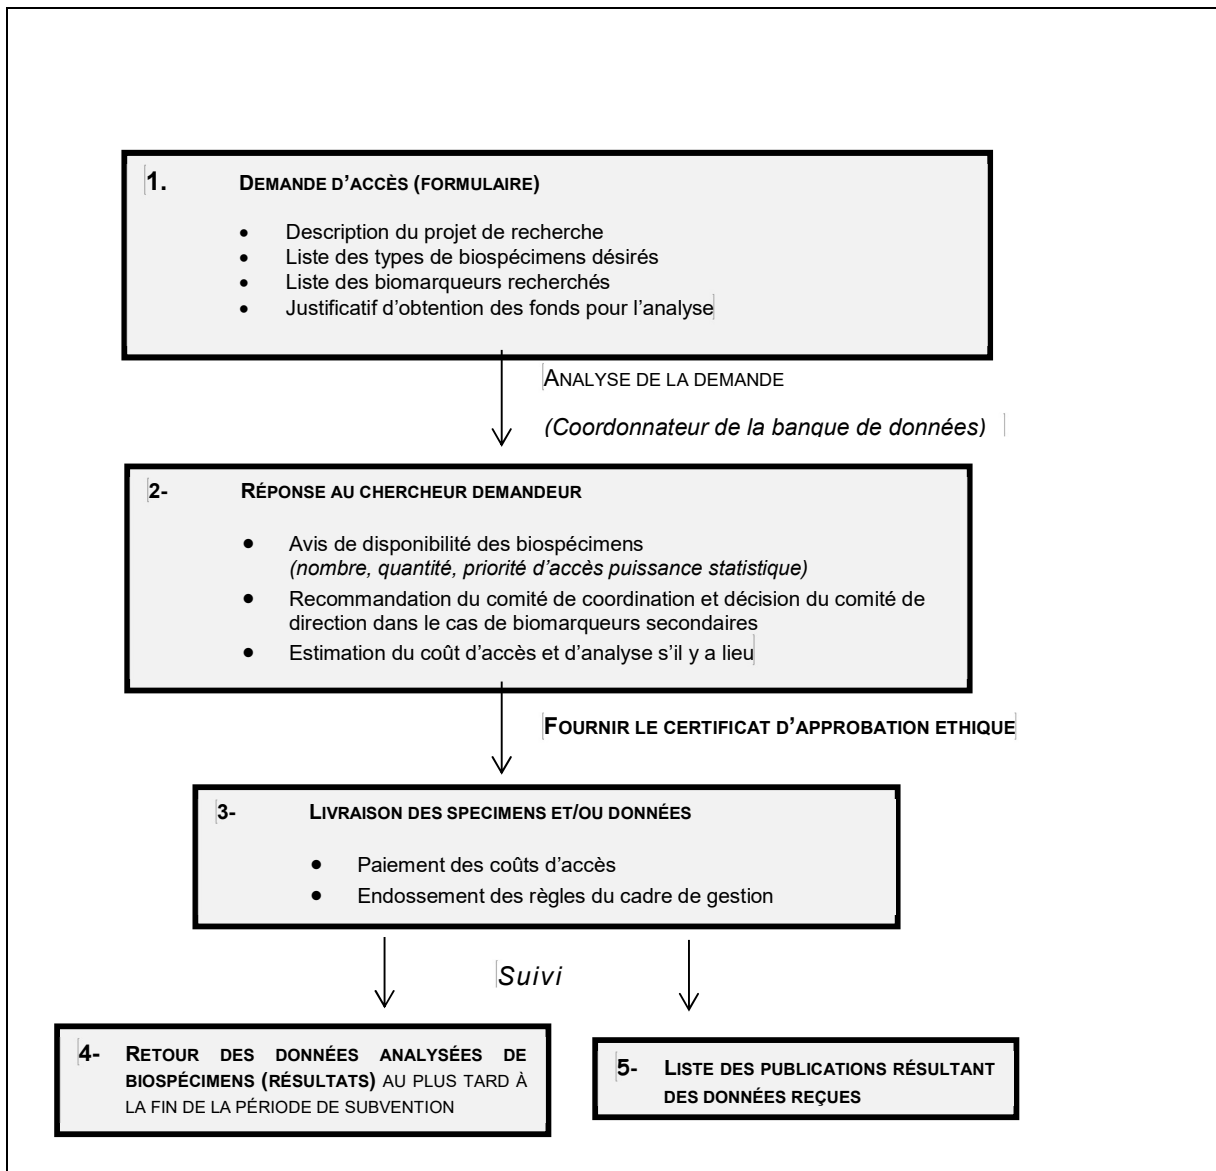 1. DEMANDE D'ACCÈS (FORMULAIRE)
• Description du projet de recherche
• Liste des types de biospécimens désirés
• Liste des biomarqueurs recherchés
• Justificatif d'obtention des fonds pour l'analyse
ANALYSE DE LA DEMANDE
(Coordonnateur de la banque de données)
2- RÉPONSE AU CHERCHEUR DEMANDEUR
• Avis de disponibilité des biospécimens
(nombre, quantité, priorité d'accès puissance statistique)
• Recommandation du comité de coordination et décision du comité de
direction dans le cas de biomarqueurs secondaires
• Estimation du coût d'accès et d'analyse s'il y a lieu
FOURNIR LE CERTIFICAT D'APPROBATION ETHIQUE
3- LIVRAISON DES SPECIMENS ET/OU DONNÉES
• Paiement des coûts d'accès
• Endossement des règles du cadre de gestion
Suivi
4- RETOUR DES DONNÉES ANALYSÉES DE
BIOSPÉCIMENS (RÉSULTATS) AU PLUS TARD À
LA FIN DE LA PÉRIODE DE SUBVENTION
5- LISTE DES PUBLICATIONS RÉSULTANT
DES DONNÉES REÇUES